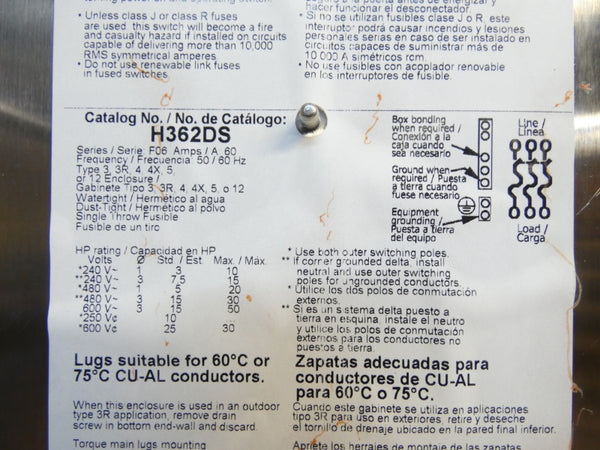 • Unless class J or class R fuses
are used, this switch will become a fire
and casualty hazard if installed on circuits
capable of delivering more than 10,000
RMS symmetrical amperes
• Do not use renewable link fuses
in fused switches.
hacer funcionar el desconectador.
• Si no se utilizan fusibles clase J o R, este
interruptor podrá causar incendios y lesiones
personales serias en caso de ser instalado en
circuitos capaces de suministrar más de
10 000 A simétricos rcm.
• No use fusibles con acoplador renovable
en los interruptores de fusible.
Catalog No. / No. de Catálogo:
H362DS
Series / Serie F06 Amps / A 60
Frequency / Frecuencia: 50 / 60 Hz
Type 3, 3R, 4, 4X, 5,
or 12 Enclosure /
Gabinete Tipo 3, 3R, 4, 4X, 5, o 12
Watertight / Hermético al agua
Dust-Tight / Hermético al polvo
Single Throw Fusible
Fusible de un tirc
Box bonding
when required /
Conexión a la
caja cuando
sea necesario
Ground when
required / Puesta
a tierra cuando
fuese necesario
Equipment
grounding /
Puesta a tierra
del equipo
Line /
Línea
Load /
Carga
HP rating / Capacidad en HP
V Ø Std / Est. Max. / Máx.
*240 V~ 1 3 10
**240 V~ 3 7,5 15
*480 V~ 1 5 20
**480 V~ 3 15 30
600 V~ 3 15 50
*250 V¢ 10 ...
*600 V¢ 25 30
* Use both outer switching poles.
** If corner grounded delta, install
neutral and use outer switching
poles for ungrounded conductors.
* Utilice los dos polos de conmutación
externos.
** Si es un sistema delta puesto a
tierra en esquina, instale el neutro
y utilice los polos de conmutación
externos para los conductores no
puestos a tierra.
Lugs suitable for 60°C or
75°C CU-AL conductors.
Zapatas adecuadas para
conductores de CU-AL
para 60°C o 75°C.
When this enclosure is used in an outdoor
type 3R application, remove drain
screw in bottom end-wall and discard.
Cuando este gabinete se utiliza en aplicaciones
tipo 3R para uso en exteriores, retire y deseche
el tornillo de drenaje ubicado en la pared final inferior.
Torque main lugs mounting
Apriete los herrajes de montaje de las zapatas